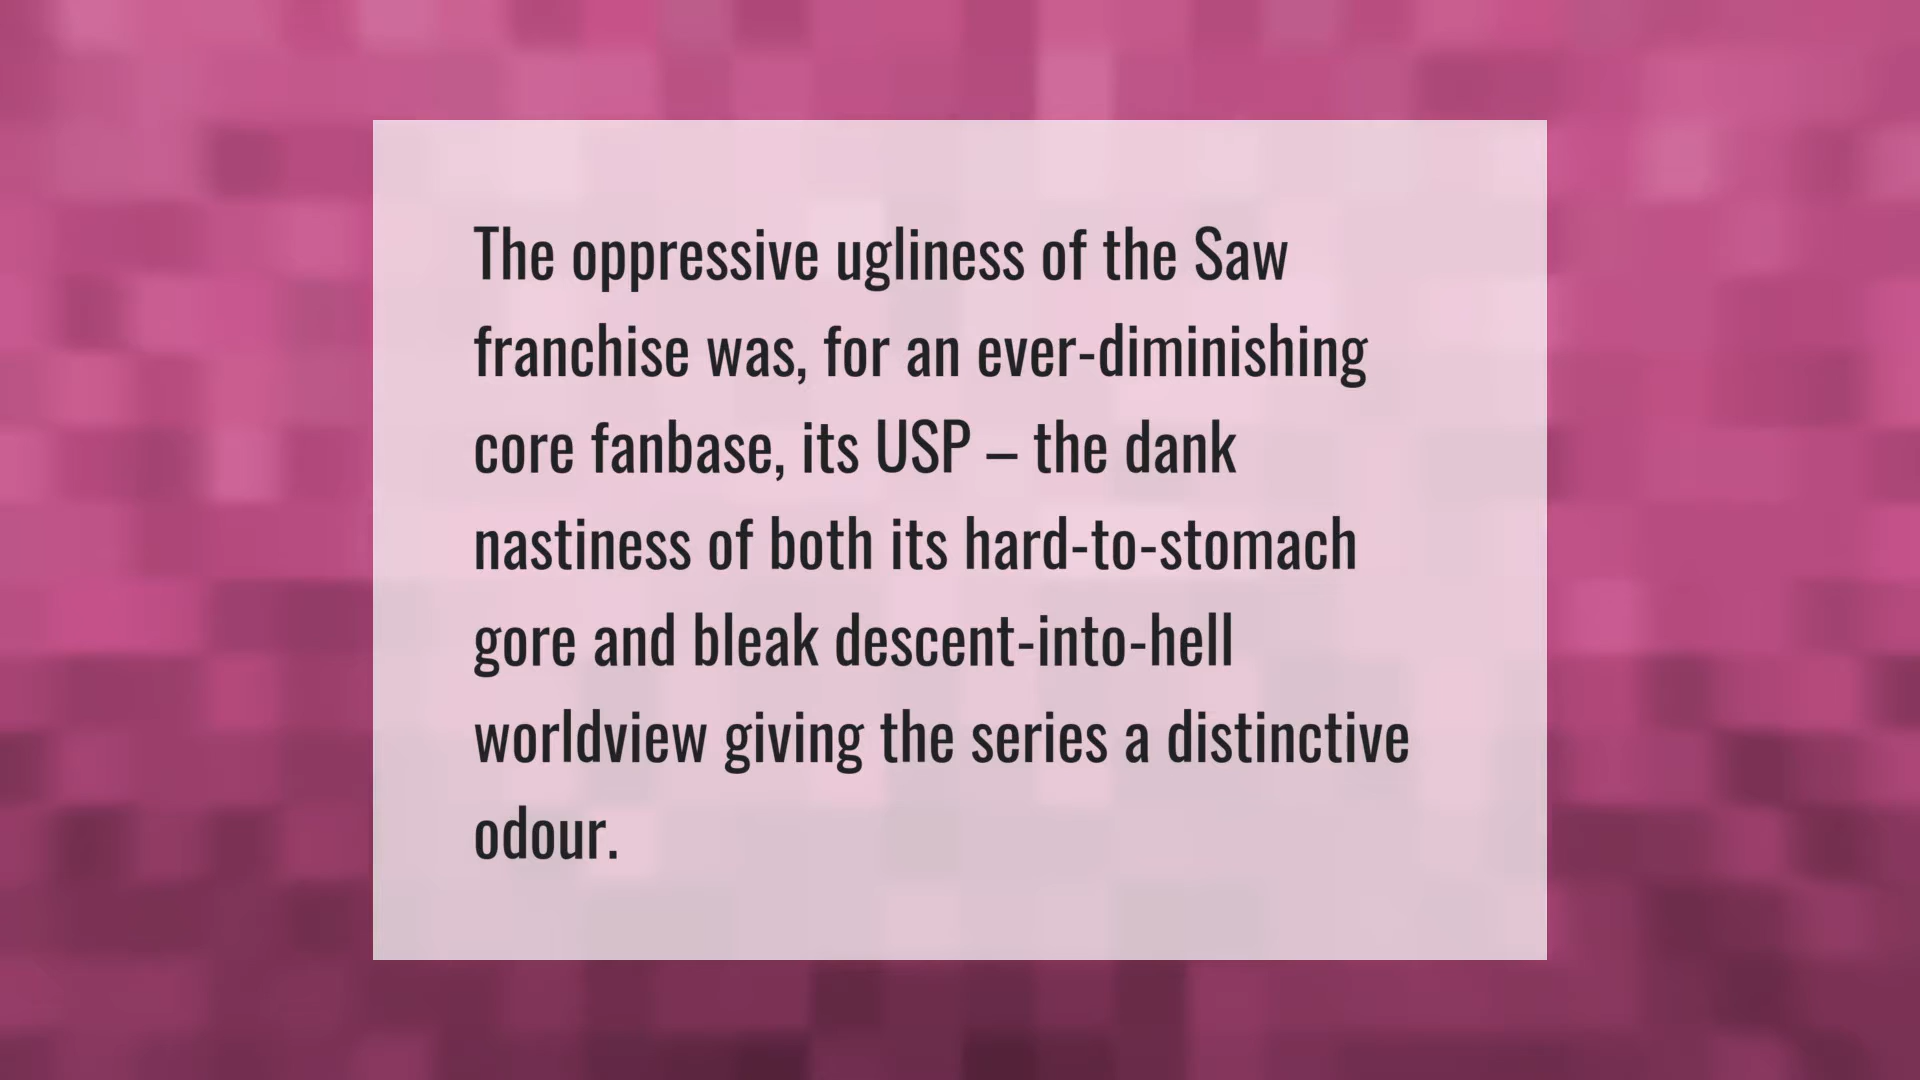 The oppressive ugliness of the Saw
franchise was, for an ever-diminishing
core fanbase, its USP – the dank
nastiness of both its hard-to-stomach
gore and bleak descent-into-hell
worldview giving the series a distinctive
odour.